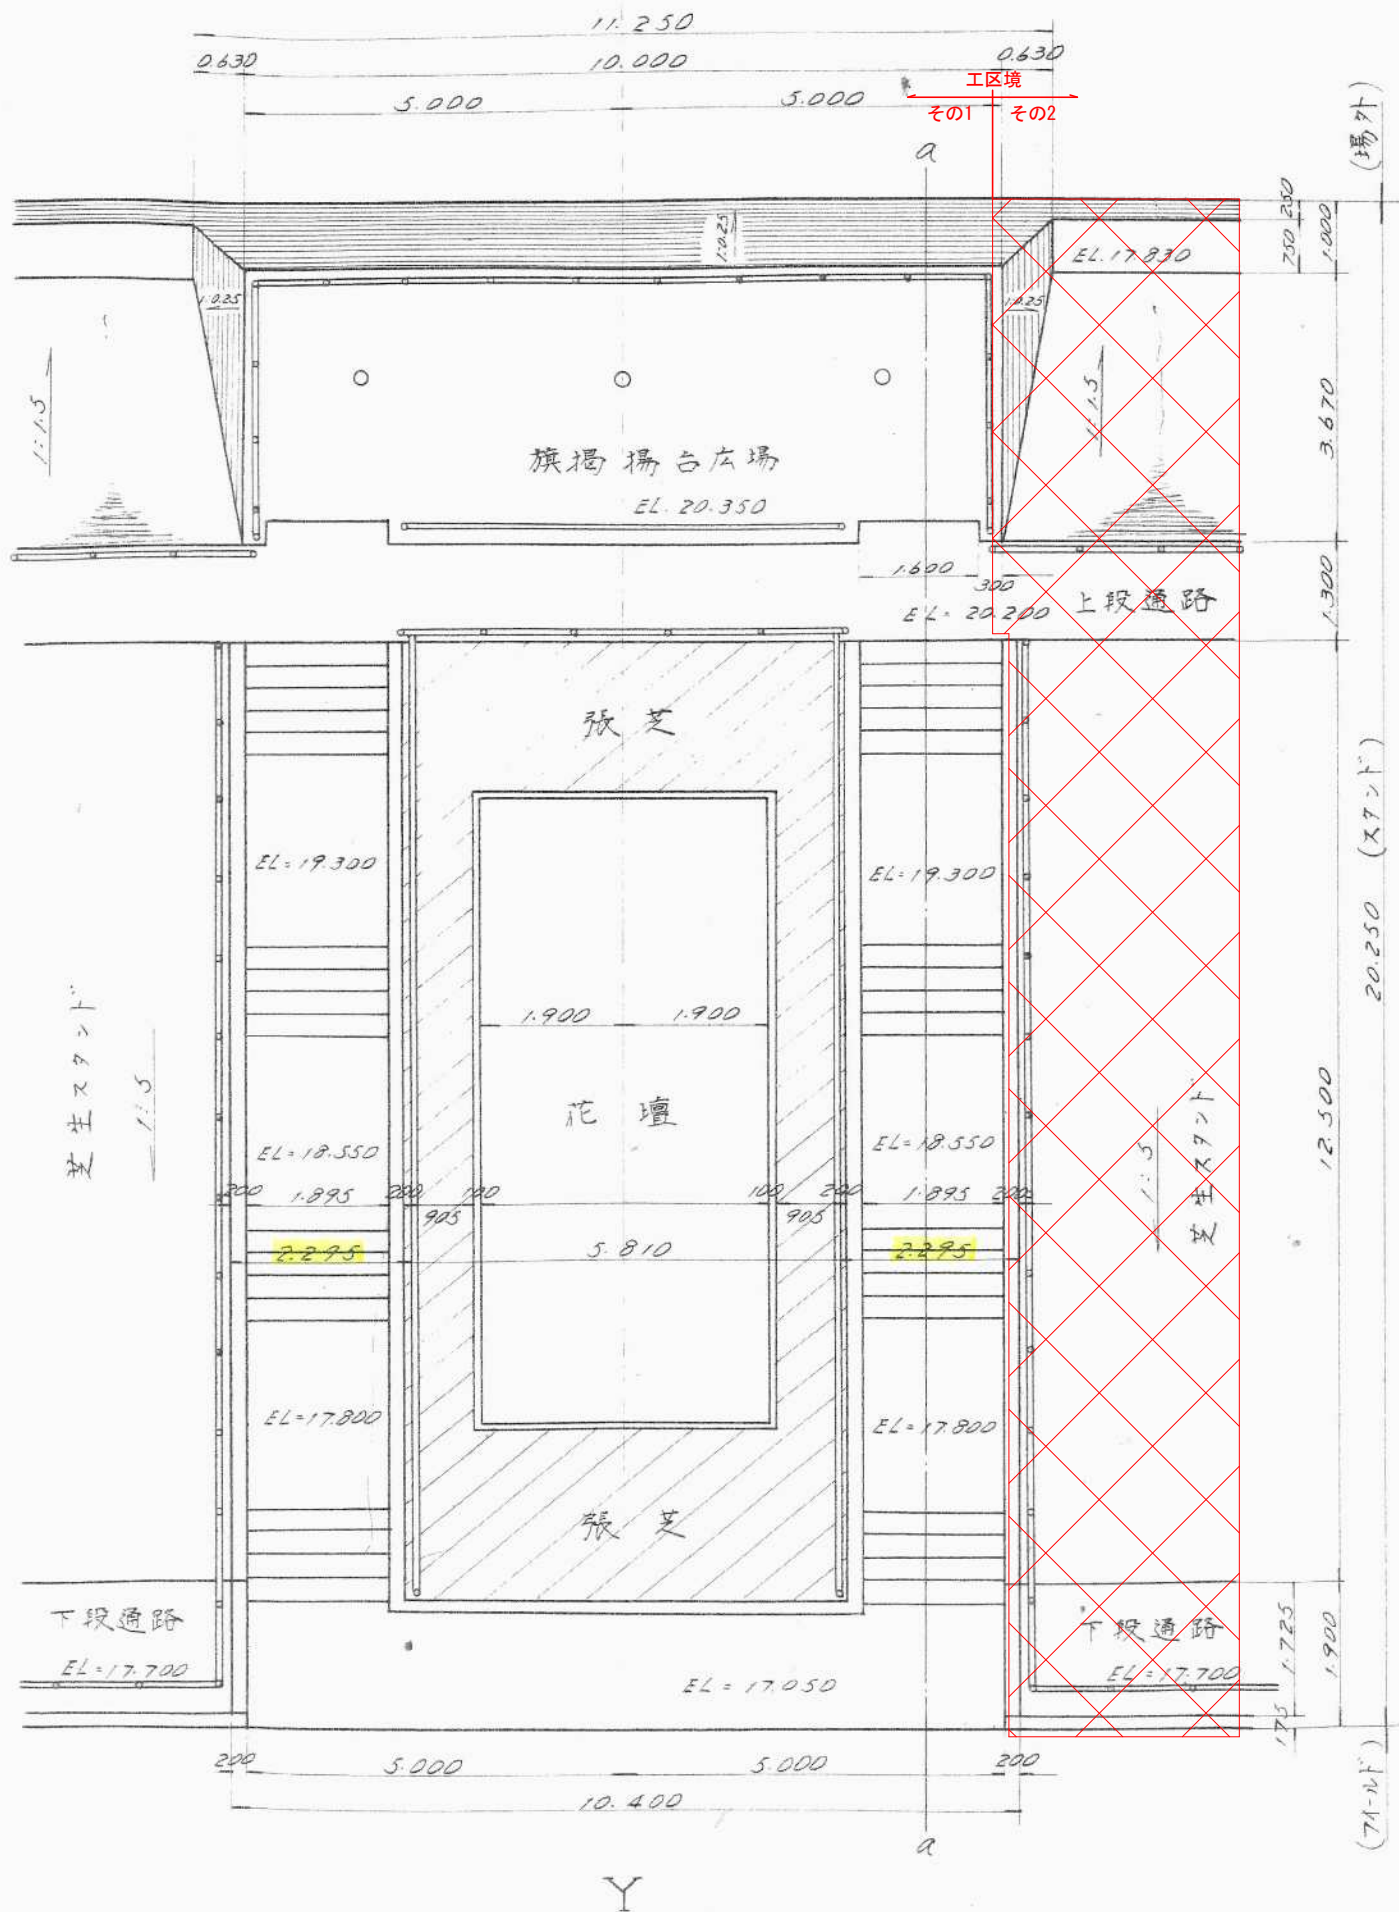 11.250
0.630
10.000
0.630
5.000
5.000
工区境
その1
その2
(場外)
a
250
750
1.000
1:0.25
EL.17.830
1:0.25
1:0.25
1:1.5
1:1.5
3.670
旗掲揚台広場
EL. 20.350
1.600
300
EL= 20.200
上段通路
1.300
張芝
EL=19.300
EL=19.300
20.250 (スタンド)
芝生スタンド
1:5
1.900
1.900
花壇
12.500
EL=18.550
EL=18.550
1:5
芝生スタンド
200
1.895
200
100
100
200
1.895
200
905
905
2.295
5.810
2.295
EL=17.800
EL=17.800
張芝
下段通路
EL=17.700
下段通路
EL=17.700
1.725
1.900
EL=17.050
175
200
5.000
5.000
200
10.400
(フィールド)
a
Y